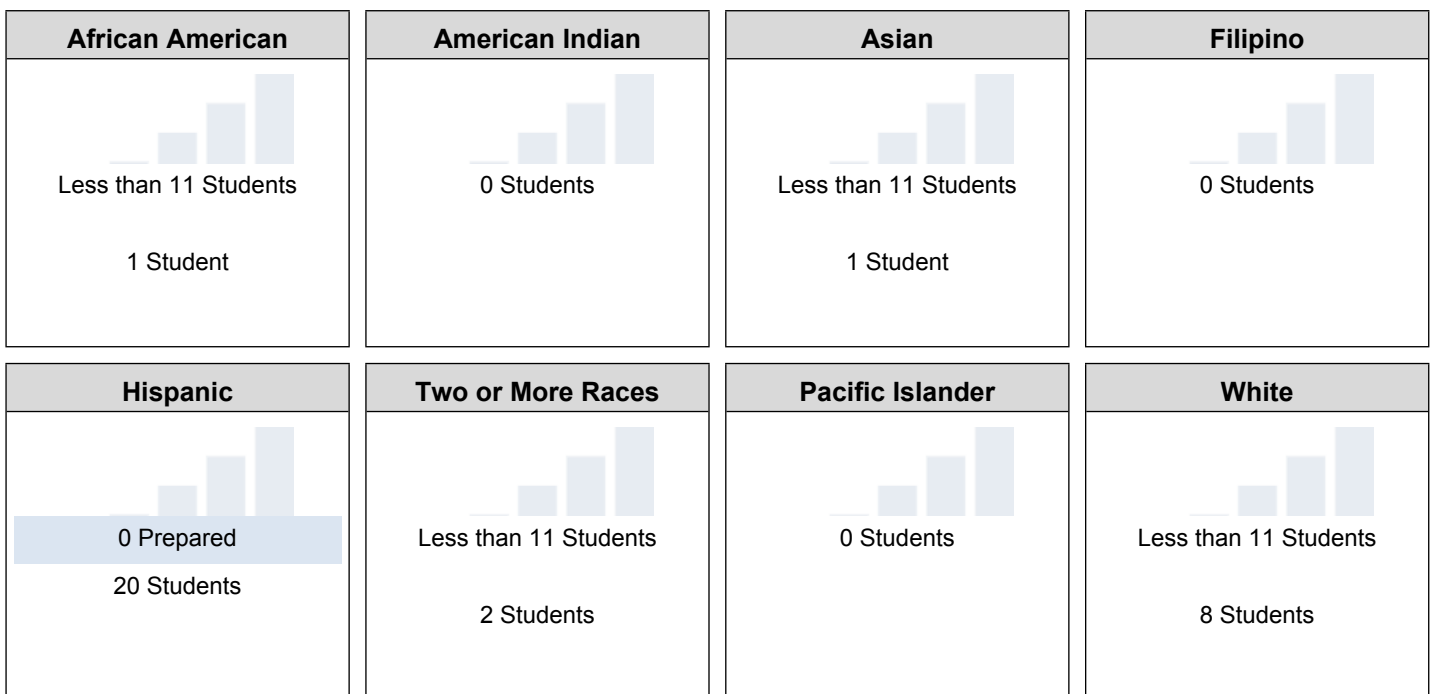 African American
Less than 11 Students
1 Student
American Indian
0 Students
Asian
Less than 11 Students
1 Student
Filipino
0 Students
Hispanic
0 Prepared
20 Students
Two or More Races
Less than 11 Students
2 Students
Pacific Islander
0 Students
White
Less than 11 Students
8 Students